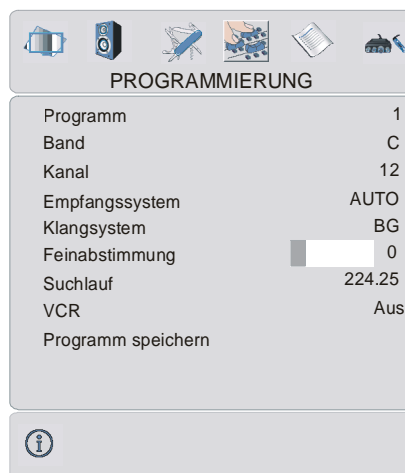 PROGRAMMIERUNG
Programm 1
Band C
Kanal 12
Empfangssystem AUTO
Klangsystem BG
Feinabstimmung 0
Suchlauf 224.25
VCR Aus
Programm speichern